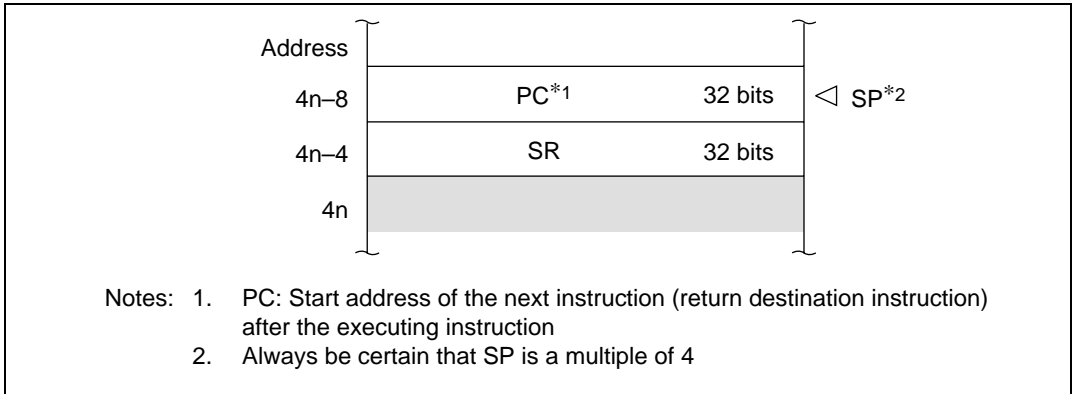 Address
4n–8 PC*1 32 bits ◁ SP*2
4n–4 SR 32 bits
4n
Notes: 1. PC: Start address of the next instruction (return destination instruction)
after the executing instruction
2. Always be certain that SP is a multiple of 4